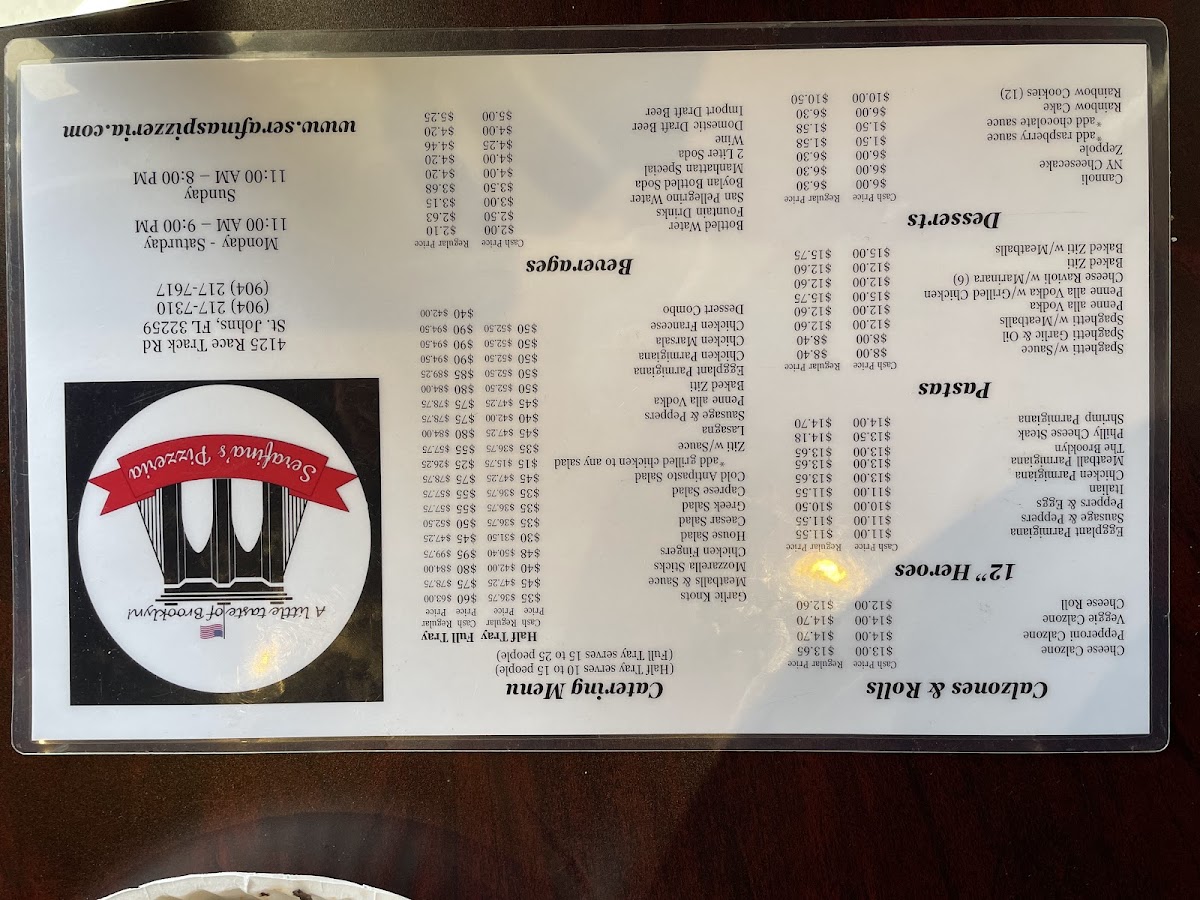 Calzones & Rolls
Cash Price Regular Price
Cheese Calzone $13.00 $13.65
Pepperoni Calzone $14.00 $14.70
Veggie Calzone $14.00 $14.70
Cheese Roll $12.00 $12.60
12” Heroes
Cash Price Regular Price
Eggplant Parmigiana $11.00 $11.55
Sausage & Peppers $11.00 $11.55
Peppers & Eggs $10.00 $10.50
Italian $11.00 $11.55
Chicken Parmigiana $13.00 $13.65
Meatball Parmigiana $13.00 $13.65
The Brooklyn $13.00 $13.65
Philly Cheese Steak $13.50 $14.18
Shrimp Parmigiana $14.00 $14.70
Pastas
Cash Price Regular Price
Spaghetti w/Sauce $8.00 $8.40
Spaghetti Garlic & Oil $8.00 $8.40
Spaghetti w/Meatballs $12.00 $12.60
Penne alla Vodka $12.00 $12.60
Penne alla Vodka w/Grilled Chicken $15.00 $15.75
Cheese Ravioli w/Marinara (6) $12.00 $12.60
Baked Ziti $12.00 $12.60
Baked Ziti w/Meatballs $15.00 $15.75
Desserts
Cash Price Regular Price
Cannoli $6.00 $6.30
NY Cheesecake $6.00 $6.30
Zeppole $6.00 $6.30
*add raspberry sauce $1.50 $1.58
*add chocolate sauce $1.50 $1.58
Rainbow Cake $6.00 $6.30
Rainbow Cookies (12) $10.00 $10.50
Catering Menu
(Half Tray serves 10 to 15 people)
(Full Tray serves 15 to 25 people)
Half Tray Full Tray
Cash Regular Cash Regular
Price Price Price Price
Garlic Knots $35 $36.75 $60 $63.00
Meatballs & Sauce $45 $47.25 $75 $78.75
Mozzarella Sticks $40 $42.00 $80 $84.00
Chicken Fingers $48 $50.40 $95 $99.75
House Salad $30 $31.50 $45 $47.25
Caesar Salad $35 $36.75 $50 $52.50
Greek Salad $35 $36.75 $55 $57.75
Caprese Salad $35 $36.75 $55 $57.75
Cold Antipasto Salad $45 $47.25 $75 $78.75
*add grilled chicken to any salad $15 $15.75 $25 $26.25
Ziti w/Sauce $35 $36.75 $55 $57.75
Lasagna $45 $47.25 $80 $84.00
Sausage & Peppers $40 $42.00 $75 $78.75
Penne alla Vodka $45 $47.25 $75 $78.75
Baked Ziti $50 $52.50 $80 $84.00
Eggplant Parmigiana $50 $52.50 $85 $89.25
Chicken Parmigiana $50 $52.50 $90 $94.50
Chicken Marsala $50 $52.50 $90 $94.50
Chicken Francese $50 $52.50 $90 $94.50
Dessert Combo $40 $42.00
Beverages
Cash Price Regular Price
Bottled Water $2.00 $2.10
Fountain Drinks $2.50 $2.63
San Pellegrino Water $3.00 $3.15
Boylan Bottled Soda $3.50 $3.68
Manhattan Special $4.00 $4.20
2 Liter Soda $4.00 $4.20
Wine $4.25 $4.46
Domestic Draft Beer $4.00 $4.20
Import Draft Beer $5.00 $5.25
A little taste of Brooklyn!
Serafina's Pizzeria
4125 Race Track Rd
St. Johns, FL 32259
(904) 217-7310
(904) 217-7617
Monday - Saturday
11:00 AM – 9:00 PM
Sunday
11:00 AM – 8:00 PM
www.serafinaspizzeria.com